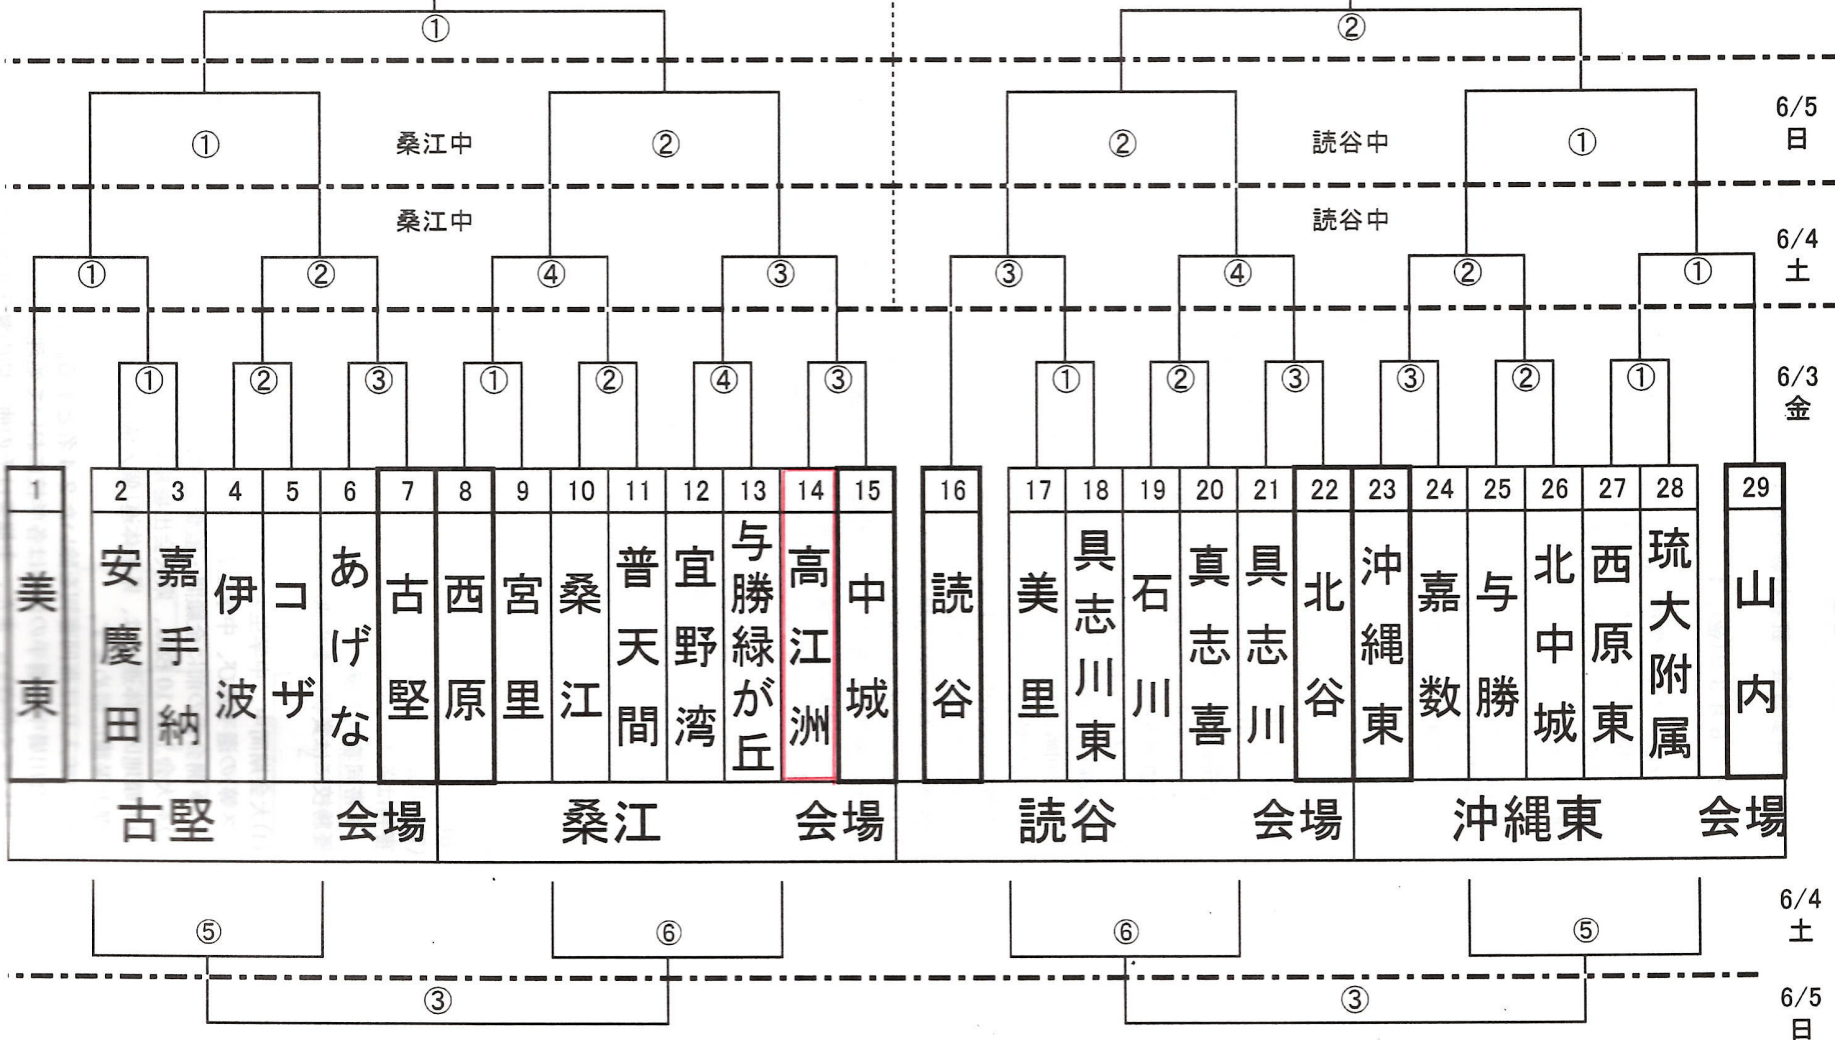 ① ②
6/5
① 桑江中 ② ② 読谷中 ①
日
桑江中 読谷中
6/4
① ② ④ ③ ③ ④ ② ①
土
① ② ③ ① ② ④ ③ ① ② ③ ③ ② ①
6/3
金
1 2 3 4 5 6 7 8 9 10 11 12 13 14 15 16 17 18 19 20 21 22 23 24 25 26 27 28 29
美東
安慶田
嘉手納
伊波
コザ
あげな
古堅
西原
宮里
桑江
普天間
宜野湾
与勝緑が丘
高江洲
中城
読谷
美里
具志川東
石川
真志喜
具志川
北谷
沖縄東
嘉数
与勝
北中城
西原東
琉大附属
山内
古堅 会場 桑江 会場 読谷 会場 沖縄東 会場
6/4
⑤ ⑥ ⑥ ⑤
土
③ ③
6/5
日